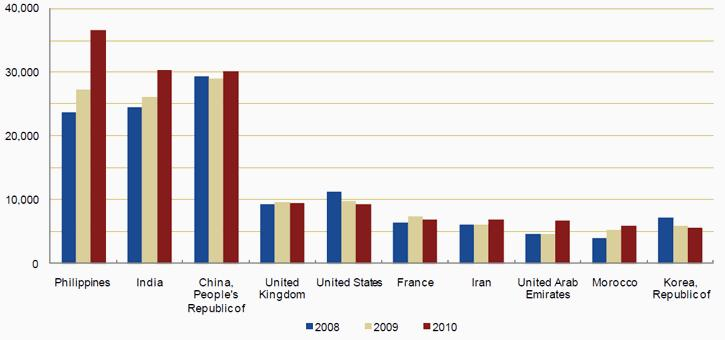 40,000
30,000
20,000
10,000
0
Philippines India China, People's Republic of United Kingdom United States France Iran United Arab Emirates Morocco Korea, Republic of
2008 2009 2010